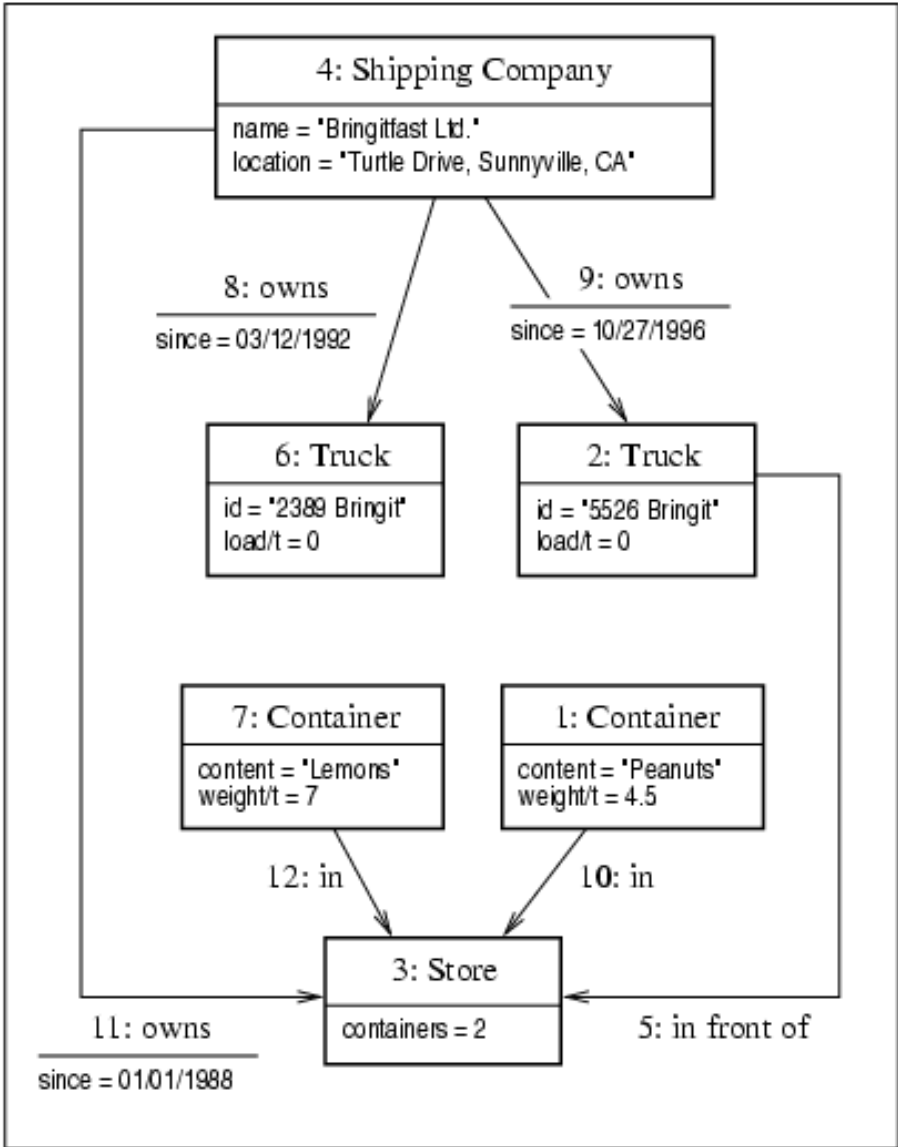 4: Shipping Company
name = "Bringitfast Ltd."
location = "Turtle Drive, Sunnyville, CA"
8: owns
since = 03/12/1992
9: owns
since = 10/27/1996
6: Truck
id = "2389 Bringit"
load/t = 0
2: Truck
id = "5526 Bringit"
load/t = 0
7: Container
content = "Lemons"
weight/t = 7
1: Container
content = "Peanuts"
weight/t = 4.5
12: in
10: in
3: Store
containers = 2
11: owns
since = 01/01/1988
5: in front of